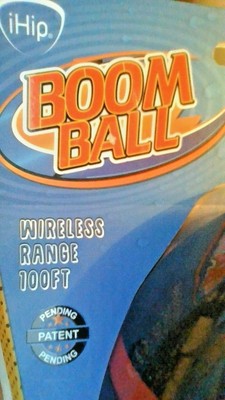 iHip
BOOM
BALL
WIRELESS
RANGE
100FT
PENDING
PATENT
PENDING